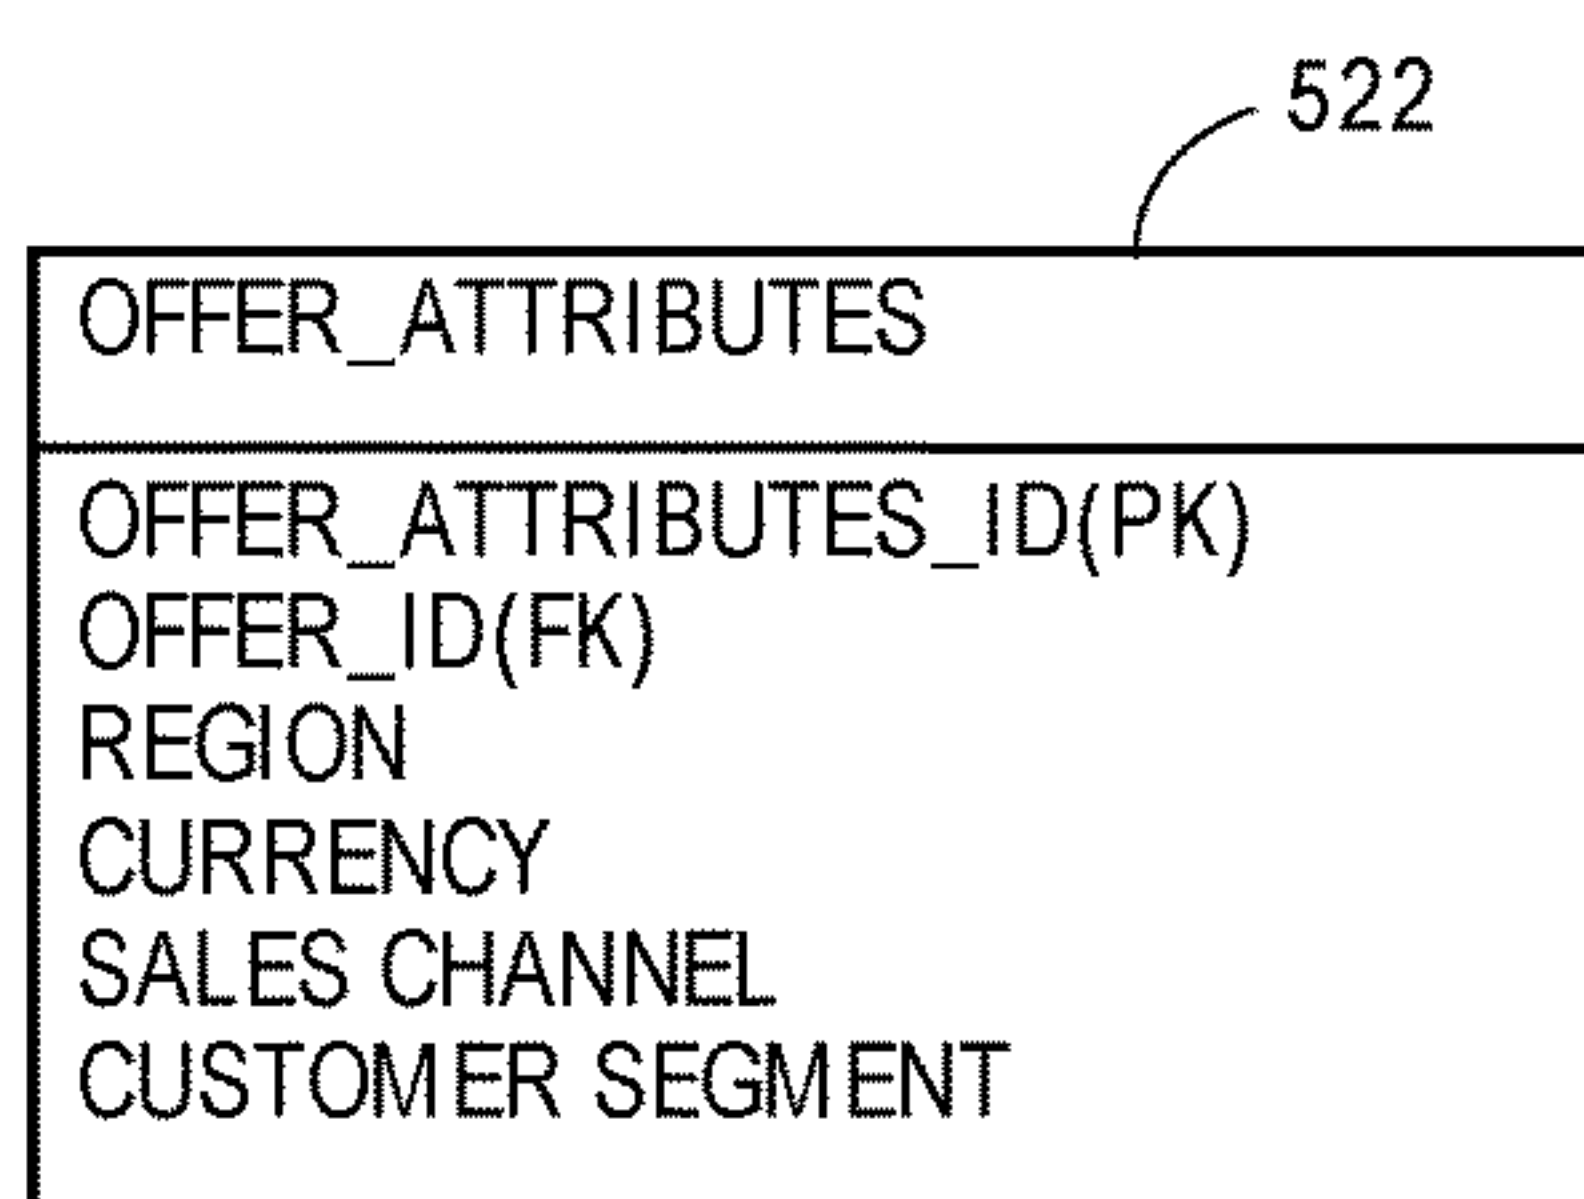 522
OFFER_ATTRIBUTES
OFFER_ATTRIBUTES_ID(PK)
OFFER_ID(FK)
REGION
CURRENCY
SALES CHANNEL
CUSTOMER SEGMENT